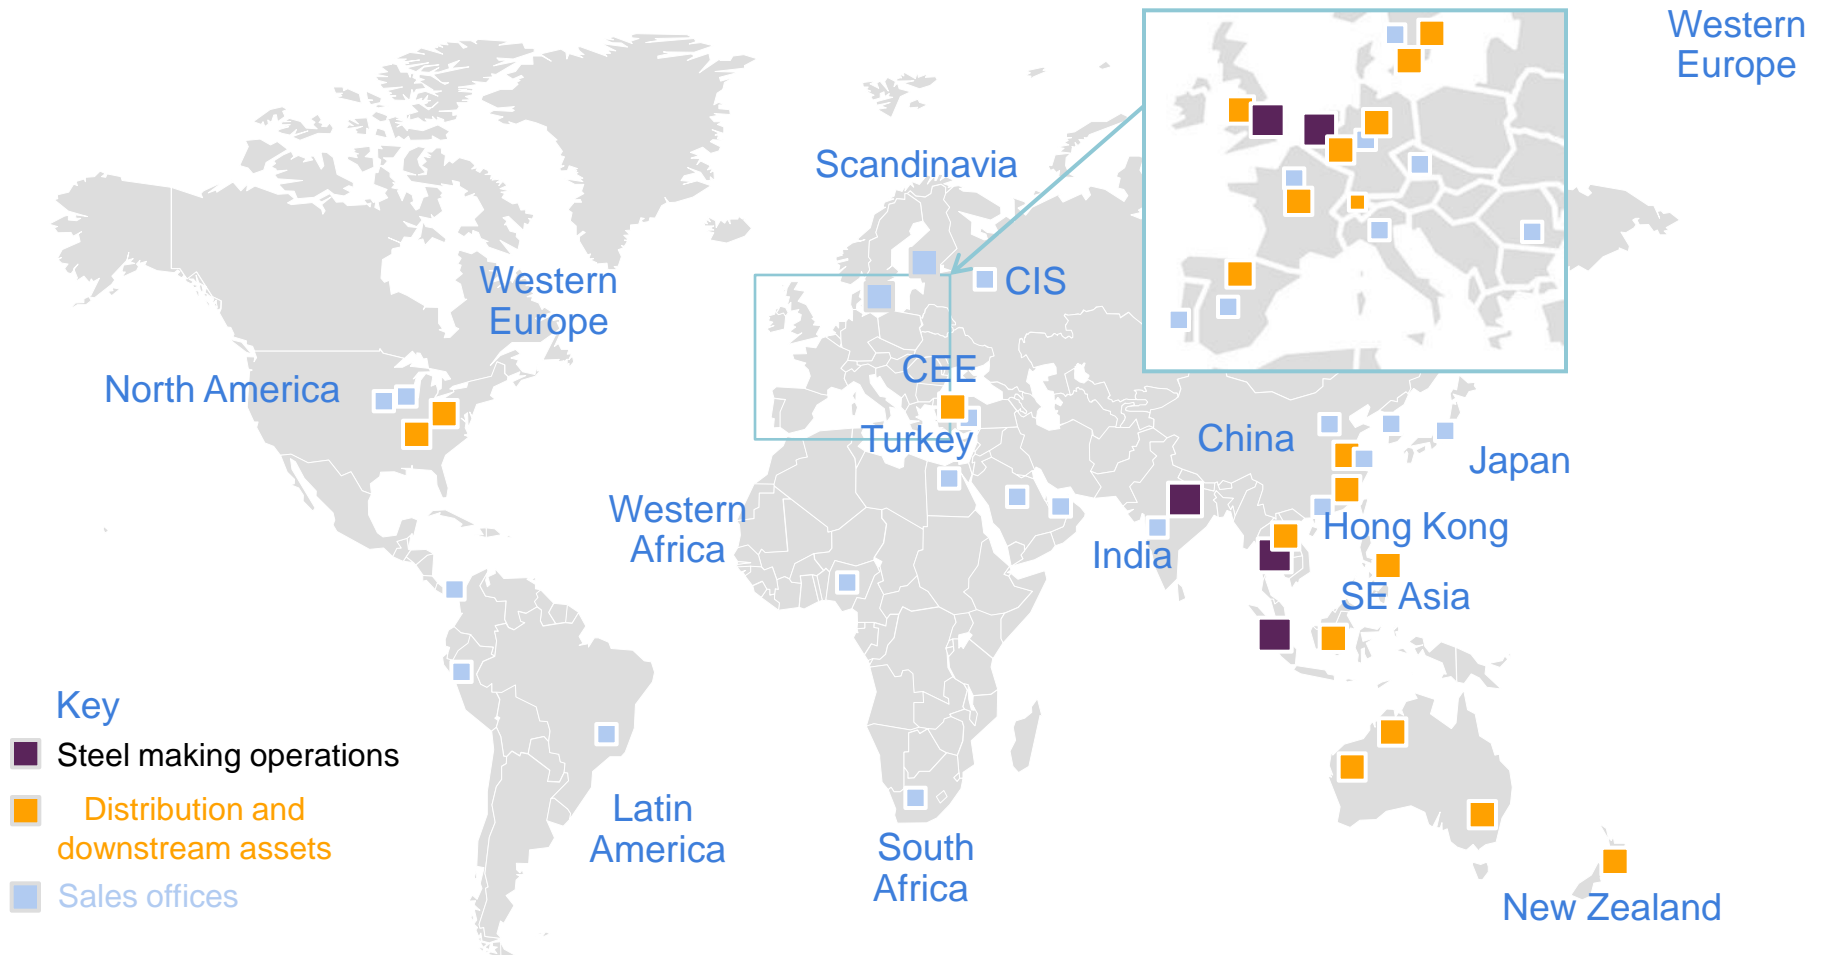 Western
Europe
Scandinavia
Western
Europe
CIS
CEE
North America
Turkey
China
Japan
Western
Africa
Hong Kong
India
SE Asia
Key
Steel making operations
Distribution and
downstream assets
Sales offices
Latin
America
South
Africa
New Zealand